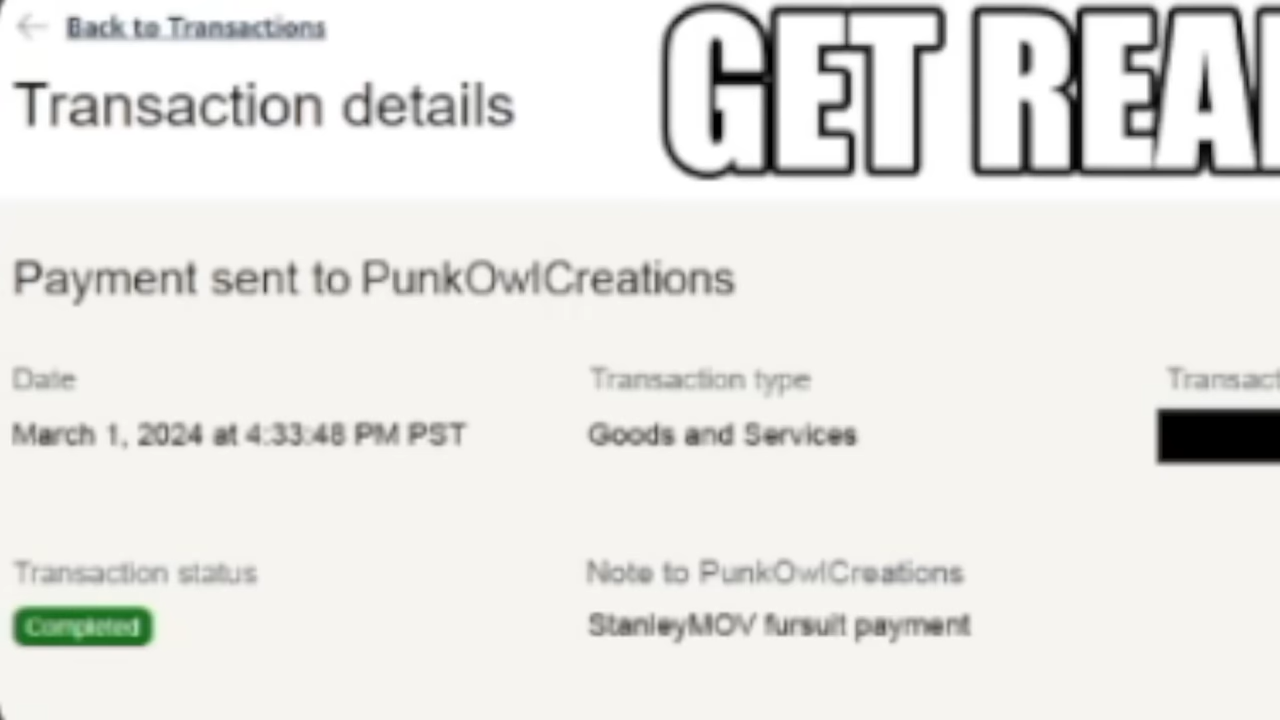 Back to Transactions
GET REA
Transaction details
Payment sent to PunkOwlCreations
Date
Transaction type
Transact
March 1, 2024 at 4:33:48 PM PST
Goods and Services
Transaction status
Note to PunkOwlCreations
Completed
StanleyMOV fursuit payment